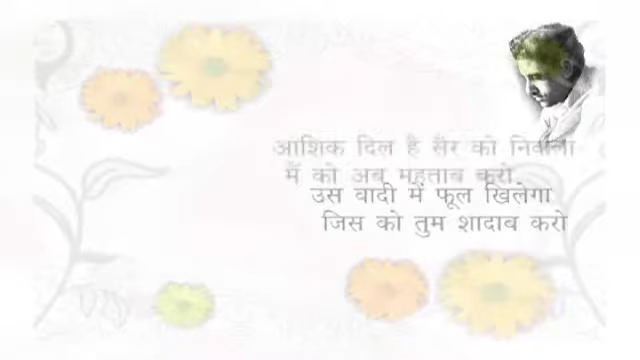 आशिक दिल है सैर को निकला
मैं को अब महताब करो
उस वादी में फूल खिलेगा
जिस को तुम शादाब करो